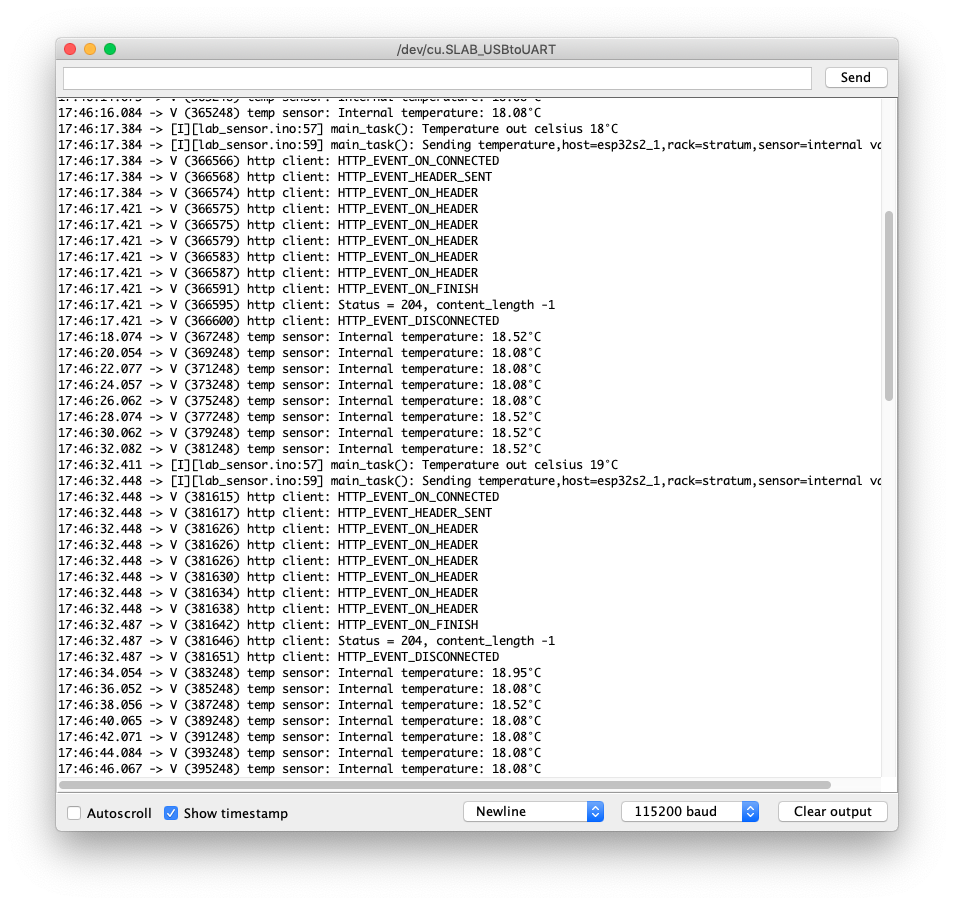 /dev/cu.SLAB_USBtoUART
Send
17:46:16.084 -> V (365248) temp sensor: Internal temperature: 18.08°C
17:46:17.384 -> [I][lab_sensor.ino:57] main_task(): Temperature out celsius 18°C
17:46:17.384 -> [I][lab_sensor.ino:59] main_task(): Sending temperature,host=esp32s2_1,rack=stratum,sensor=internal
17:46:17.384 -> V (366566) http client: HTTP_EVENT_ON_CONNECTED
17:46:17.384 -> V (366568) http client: HTTP_EVENT_HEADER_SENT
17:46:17.384 -> V (366574) http client: HTTP_EVENT_ON_HEADER
17:46:17.421 -> V (366575) http client: HTTP_EVENT_ON_HEADER
17:46:17.421 -> V (366575) http client: HTTP_EVENT_ON_HEADER
17:46:17.421 -> V (366579) http client: HTTP_EVENT_ON_HEADER
17:46:17.421 -> V (366583) http client: HTTP_EVENT_ON_HEADER
17:46:17.421 -> V (366587) http client: HTTP_EVENT_ON_HEADER
17:46:17.421 -> V (366591) http client: HTTP_EVENT_ON_FINISH
17:46:17.421 -> V (366595) http client: Status = 204, content_length -1
17:46:17.421 -> V (366600) http client: HTTP_EVENT_DISCONNECTED
17:46:18.074 -> V (367248) temp sensor: Internal temperature: 18.52°C
17:46:20.054 -> V (369248) temp sensor: Internal temperature: 18.08°C
17:46:22.077 -> V (371248) temp sensor: Internal temperature: 18.08°C
17:46:24.057 -> V (373248) temp sensor: Internal temperature: 18.08°C
17:46:26.062 -> V (375248) temp sensor: Internal temperature: 18.08°C
17:46:28.074 -> V (377248) temp sensor: Internal temperature: 18.52°C
17:46:30.062 -> V (379248) temp sensor: Internal temperature: 18.52°C
17:46:32.082 -> V (381248) temp sensor: Internal temperature: 18.52°C
17:46:32.411 -> [I][lab_sensor.ino:57] main_task(): Temperature out celsius 19°C
17:46:32.448 -> [I][lab_sensor.ino:59] main_task(): Sending temperature,host=esp32s2_1,rack=stratum,sensor=internal
17:46:32.448 -> V (381615) http client: HTTP_EVENT_ON_CONNECTED
17:46:32.448 -> V (381617) http client: HTTP_EVENT_HEADER_SENT
17:46:32.448 -> V (381626) http client: HTTP_EVENT_ON_HEADER
17:46:32.448 -> V (381626) http client: HTTP_EVENT_ON_HEADER
17:46:32.448 -> V (381626) http client: HTTP_EVENT_ON_HEADER
17:46:32.448 -> V (381630) http client: HTTP_EVENT_ON_HEADER
17:46:32.448 -> V (381634) http client: HTTP_EVENT_ON_HEADER
17:46:32.448 -> V (381638) http client: HTTP_EVENT_ON_HEADER
17:46:32.487 -> V (381642) http client: HTTP_EVENT_ON_FINISH
17:46:32.487 -> V (381646) http client: Status = 204, content_length -1
17:46:32.487 -> V (381651) http client: HTTP_EVENT_DISCONNECTED
17:46:34.054 -> V (383248) temp sensor: Internal temperature: 18.95°C
17:46:36.052 -> V (385248) temp sensor: Internal temperature: 18.08°C
17:46:38.056 -> V (387248) temp sensor: Internal temperature: 18.52°C
17:46:40.065 -> V (389248) temp sensor: Internal temperature: 18.08°C
17:46:42.071 -> V (391248) temp sensor: Internal temperature: 18.08°C
17:46:44.084 -> V (393248) temp sensor: Internal temperature: 18.08°C
17:46:46.067 -> V (395248) temp sensor: Internal temperature: 18.08°C
Autoscroll Show timestamp Newline 115200 baud Clear output